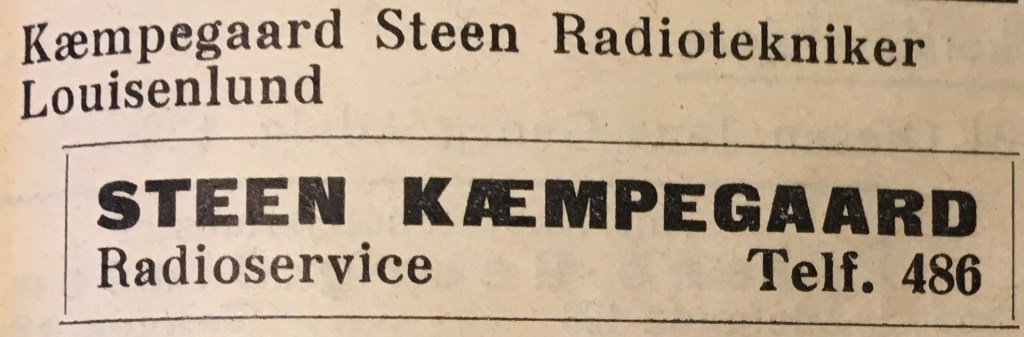 Kæmpegaard Steen Radiotekniker
Louisenlund
STEEN KÆMPEGAARD
Radioservice Telf. 486